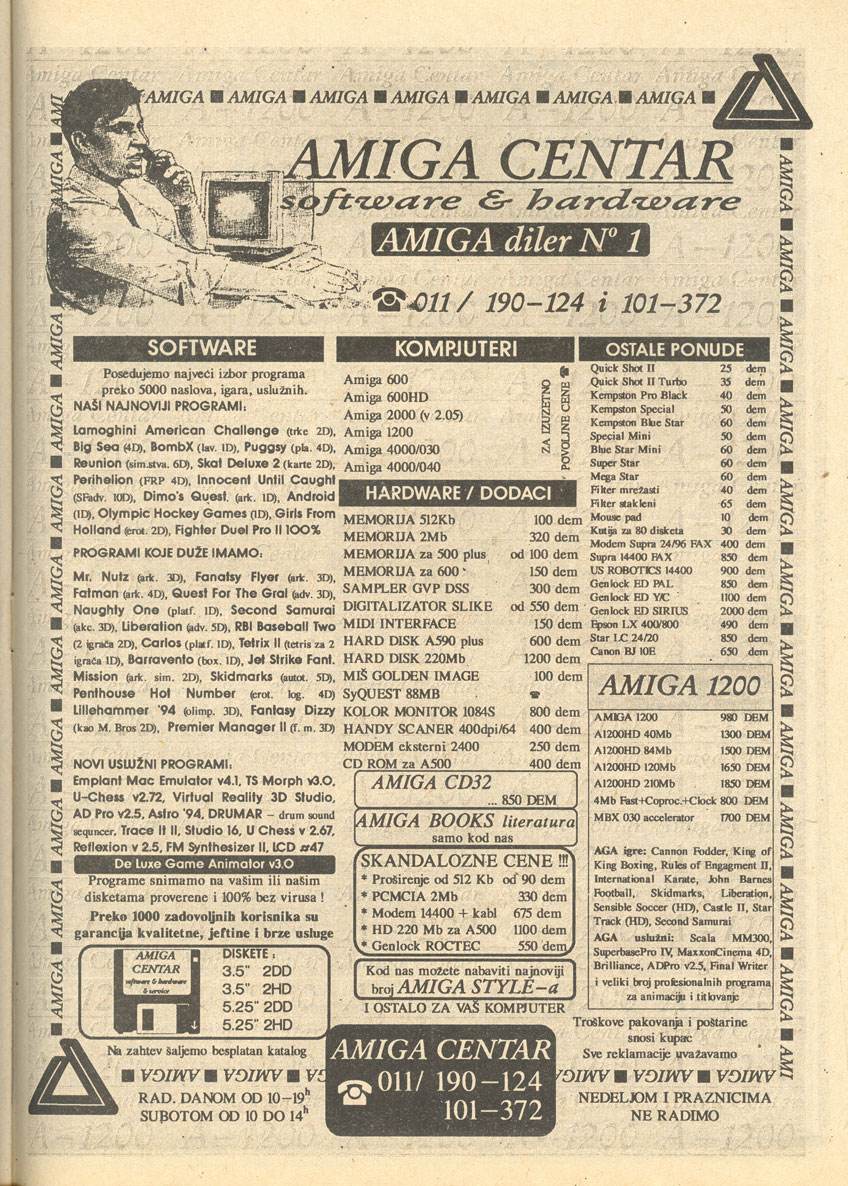 AMIGA ■ AMIGA ■ AMIGA ■ AMIGA ■ AMIGA ■ AMIGA ■ AMIGA ■
AMIGA CENTAR
software & hardware
AMIGA diler Nº 1
☎ 011/ 190-124 i 101-372
SOFTWARE
Posedujemo najveći izbor programa
preko 5000 naslova, igara, uslužnih.
NAŠI NAJNOVIJI PROGRAMI:
Lamoghini American Challenge (trke 2D),
Big Sea (4D), BombX (lav. 1D), Puggsy (pla. 4D),
Reunion (sim.stva. 6D), Skat Deluxe 2 (karte 2D),
Perihelion (FRP 4D), Innocent Until Caught
(SFadv. 10D), Dimo's Quest. (ark. 1D), Android
(1D), Olympic Hockey Games (1D), Girls From
Holland (erot. 2D), Fighter Duel Pro II 100%
PROGRAMI KOJE DUŽE IMAMO:
Mr. Nutz (ark. 3D), Fanatsy Flyer (ark. 3D),
Fatman (ark. 4D), Quest For The Gral (adv. 3D),
Naughty One (platf. 1D), Second Samurai
(akc. 3D), Liberation (adv. 5D), RBI Baseball Two
(2 igrača 2D), Carlos (platf. 1D), Tetrix II (tetris za 2
igrača 1D), Barravento (box. 1D), Jet Strike Fant.
Mission (ark. sim. 2D), Skidmarks (autot. 5D),
Penthouse Hot Number (erot. log. 4D)
Lillehammer '94 (olimp. 3D), Fantasy Dizzy
(kao M. Bros 2D), Premier Manager II (f. m. 3D)
NOVI USLUŽNI PROGRAMI:
Emplant Mac Emulator v4.1, TS Morph v3.0,
U-Chess v2.72, Virtual Reality 3D Studio,
AD Pro v2.5, Astro '94, DRUMAR - drum sound
sequncer, Trace It II, Studio 16, U Chess v 2.67,
Reflexion v 2.5, FM Synthesizer II, LCD #47
De Luxe Game Animator v3.0
Programe snimamo na vašim ili našim
disketama proverene i 100% bez virusa !
Preko 1000 zadovoljnih korisnika su
garancija kvalitetne, jeftine i brze usluge
AMIGA
CENTAR
software & hardware
& service
DISKETE :
3.5" 2DD
3.5" 2HD
5.25" 2DD
5.25" 2HD
Na zahtev šaljemo besplatan katalog
RAD. DANOM OD 10-19h
SUBOTOM OD 10 DO 14h
KOMPJUTERI
Amiga 600
Amiga 600HD
Amiga 2000 (v 2.05)
Amiga 1200
Amiga 4000/030
Amiga 4000/040
ZA IZUZETNO
POVOLJNE CENE ☎
HARDWARE / DODACI
MEMORIJA 512Kb 100 dem
MEMORIJA 2Mb 320 dem
MEMORIJA za 500 plus od 100 dem
MEMORIJA za 600 150 dem
SAMPLER GVP DSS 300 dem
DIGITALIZATOR SLIKE od 550 dem
MIDI INTERFACE 150 dem
HARD DISK A590 plus 600 dem
HARD DISK 220Mb 1200 dem
MIŠ GOLDEN IMAGE 100 dem
SyQUEST 88MB ☎
KOLOR MONITOR 1084S 800 dem
HANDY SCANER 400dpi/64 400 dem
MODEM eksterni 2400 250 dem
CD ROM za A500 400 dem
AMIGA CD32
... 850 DEM
AMIGA BOOKS literatura
samo kod nas
SKANDALOZNE CENE !!!
* Proširenje od 512 Kb od 90 dem
* PCMCIA 2Mb 330 dem
* Modem 14400 + kabl 675 dem
* HD 220 Mb za A500 1100 dem
* Genlock ROCTEC 550 dem
Kod nas možete nabaviti najnoviji
broj AMIGA STYLE-a
I OSTALO ZA VAŠ KOMPJUTER
AMIGA CENTAR
☎ 011/ 190-124
101-372
OSTALE PONUDE
Quick Shot II 25 dem
Quick Shot II Turbo 35 dem
Kempston Pro Black 40 dem
Kempston Special 50 dem
Kempston Blue Star 60 dem
Special Mini 50 dem
Blue Star Mini 60 dem
Super Star 60 dem
Mega Star 60 dem
Filter mrežasti 40 dem
Filter stakleni 65 dem
Mouse pad 10 dem
Kutija za 80 disketa 30 dem
Modem Supra 24/96 FAX 400 dem
Supra 14400 FAX 850 dem
US ROBOTICS 14400 900 dem
Genlock ED PAL 850 dem
Genlock ED Y/C 1100 dem
Genlock ED SIRIUS 2000 dem
Epson LX 400/800 490 dem
Star LC 24/20 850 dem
Canon BJ 10E 650 dem
AMIGA 1200
AMIGA 1200 980 DEM
A1200HD 40Mb 1300 DEM
A1200HD 84Mb 1500 DEM
A1200HD 120Mb 1650 DEM
A1200HD 210Mb 1850 DEM
4Mb Fast+Coproc.+Clock 800 DEM
MBX 030 accelerator 1700 DEM
AGA igre: Cannon Fodder, King of
King Boxing, Rules of Engagment II,
International Karate, John Barnes
Football, Skidmarks, Liberation,
Sensible Soccer (HD), Castle II, Star
Track (HD), Second Samurai
AGA uslužni: Scala MM300,
SuperbasePro IV, MaxxonCinema 4D,
Brilliance, ADPro v2.5, Final Writer
i veliki broj profesionalnih programa
za animaciju i titlovanje
Troškove pakovanja i poštarine
snosi kupac
Sve reklamacije uvažavamo
NEDELJOM I PRAZNICIMA
NE RADIMO